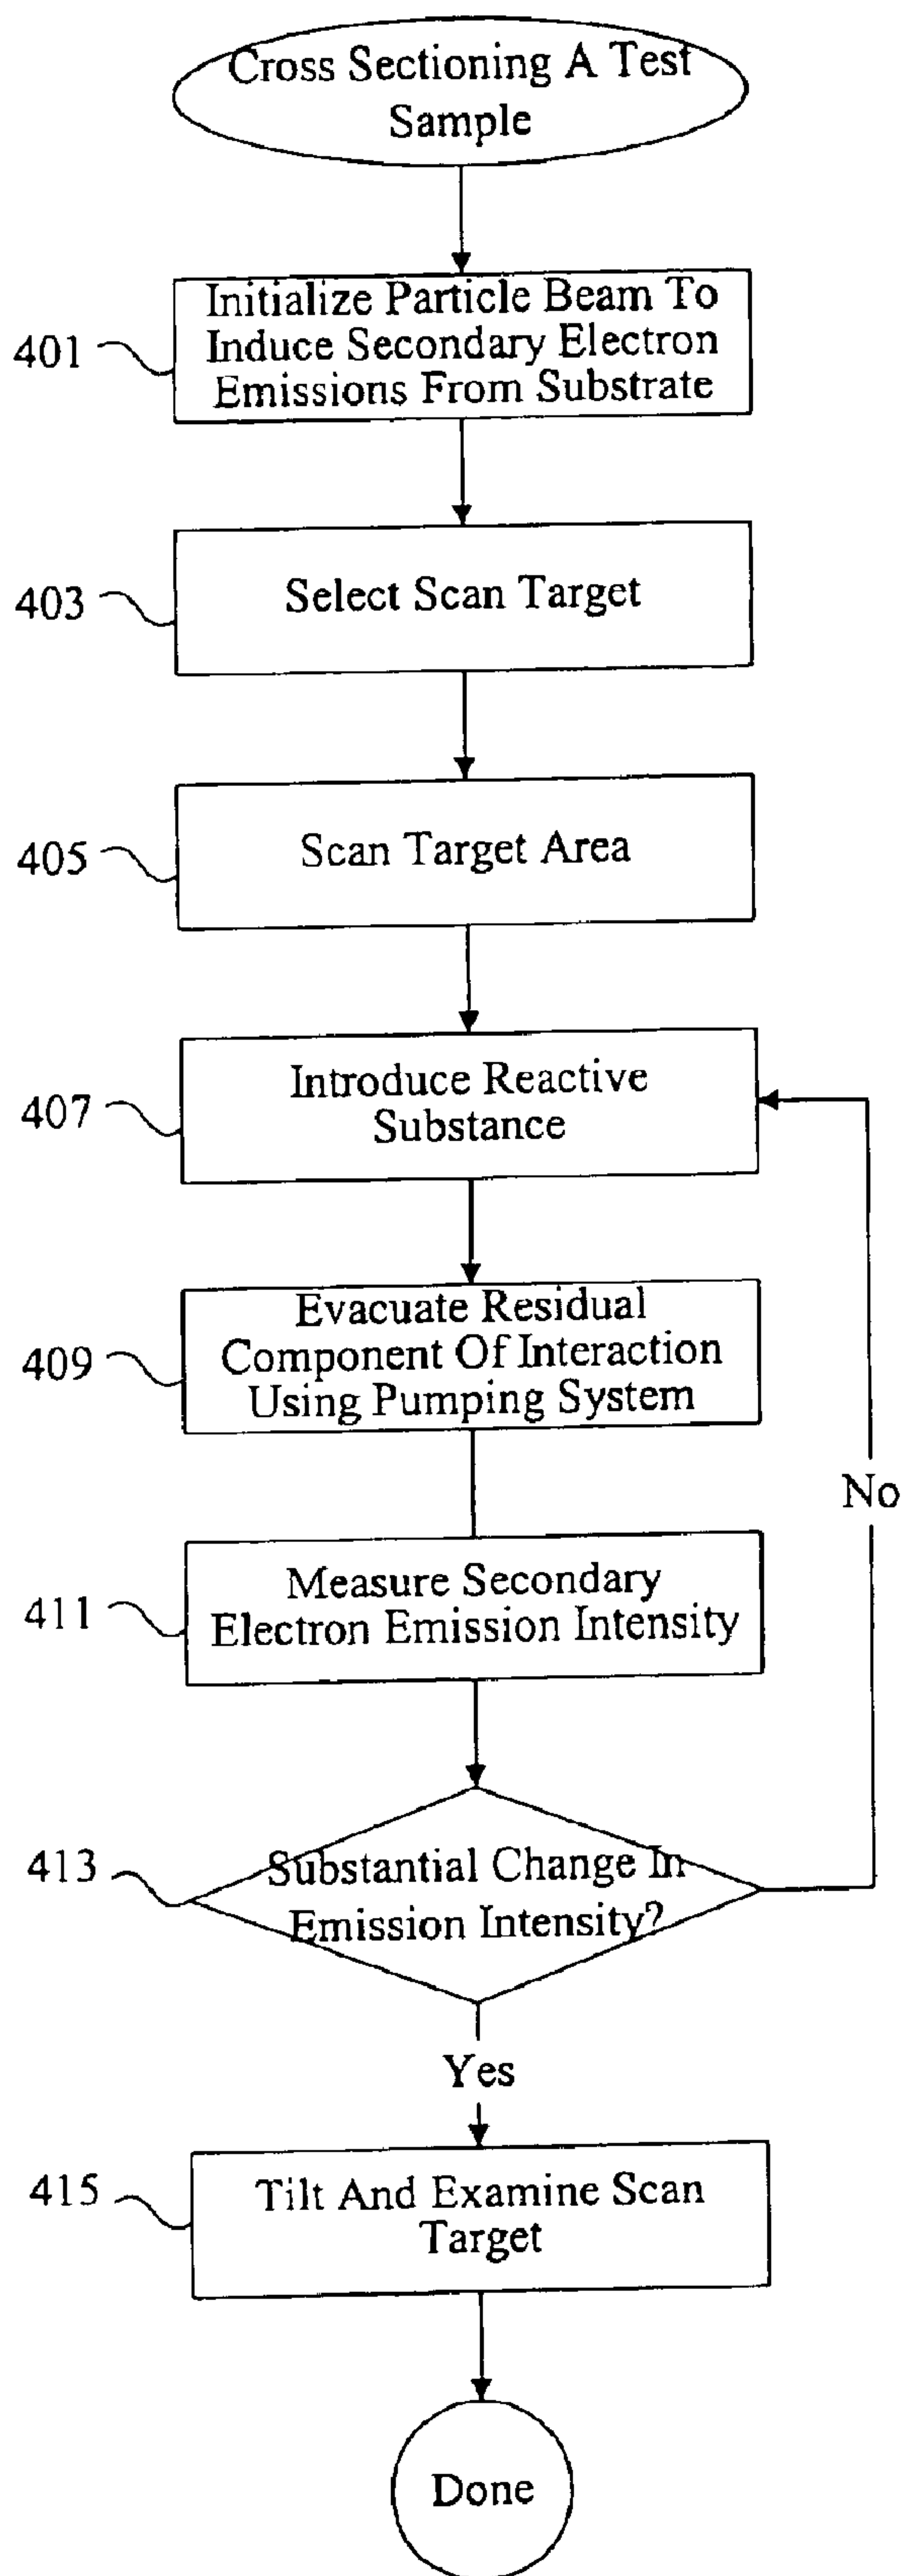 Cross Sectioning A Test
Sample
401
Initialize Particle Beam To
Induce Secondary Electron
Emissions From Substrate
403
Select Scan Target
405
Scan Target Area
407
Introduce Reactive
Substance
409
Evacuate Residual
Component Of Interaction
Using Pumping System
No
411
Measure Secondary
Electron Emission Intensity
413
Substantial Change In
Emission Intensity?
Yes
415
Tilt And Examine Scan
Target
Done